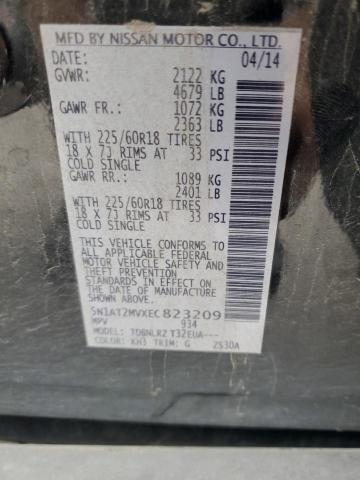 MFD BY NISSAN MOTOR CO., LTD.
DATE: 04/14
GVWR: 2122 KG
4679 LB
GAWR FR.: 1072 KG
2363 LB
WITH 225/60R18 TIRES
18 X 7J RIMS AT 33 PSI
COLD SINGLE
GAWR RR.: 1089 KG
2401 LB
WITH 225/60R18 TIRES
18 X 7J RIMS AT 33 PSI
COLD SINGLE
THIS VEHICLE CONFORMS TO
ALL APPLICABLE FEDERAL
MOTOR VEHICLE SAFETY AND
THEFT PREVENTION
STANDARDS IN EFFECT ON THE
DATE OF MANUFACTURE
SHOWN ABOVE.
5N1AT2MVXEC823209
MPV 934
MODEL: TDBNLR2 T32EUA---
COLOR: KH3 TRIM: G 2S30A